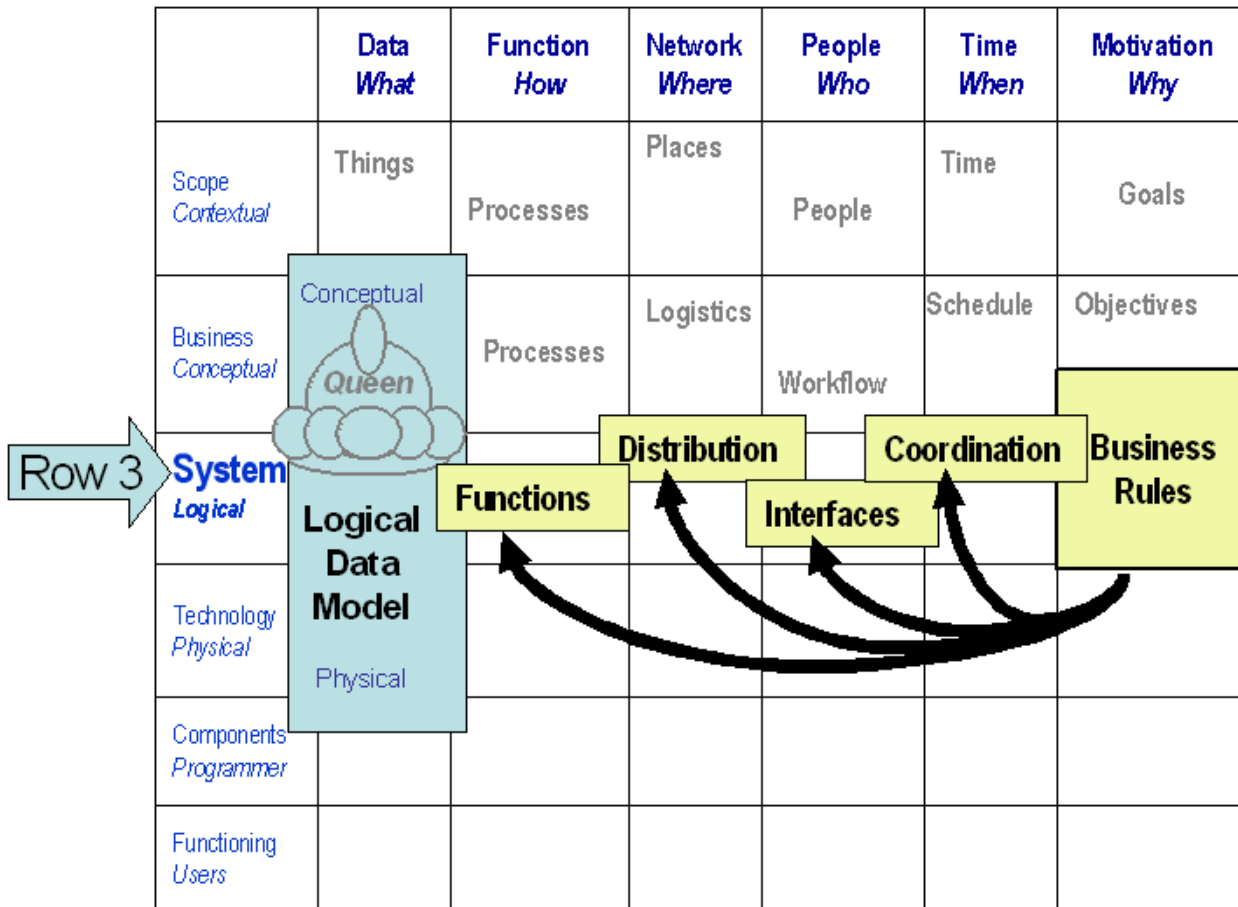 Data
What
Function
How
Network
Where
People
Who
Time
When
Motivation
Why
Scope
Contextual
Things
Processes
Places
People
Time
Goals
Business
Conceptual
Conceptual
Queen
Processes
Logistics
Workflow
Schedule
Objectives
Row 3
System
Logical
Logical
Data
Model
Functions
Distribution
Interfaces
Coordination
Business
Rules
Technology
Physical
Physical
Components
Programmer
Functioning
Users